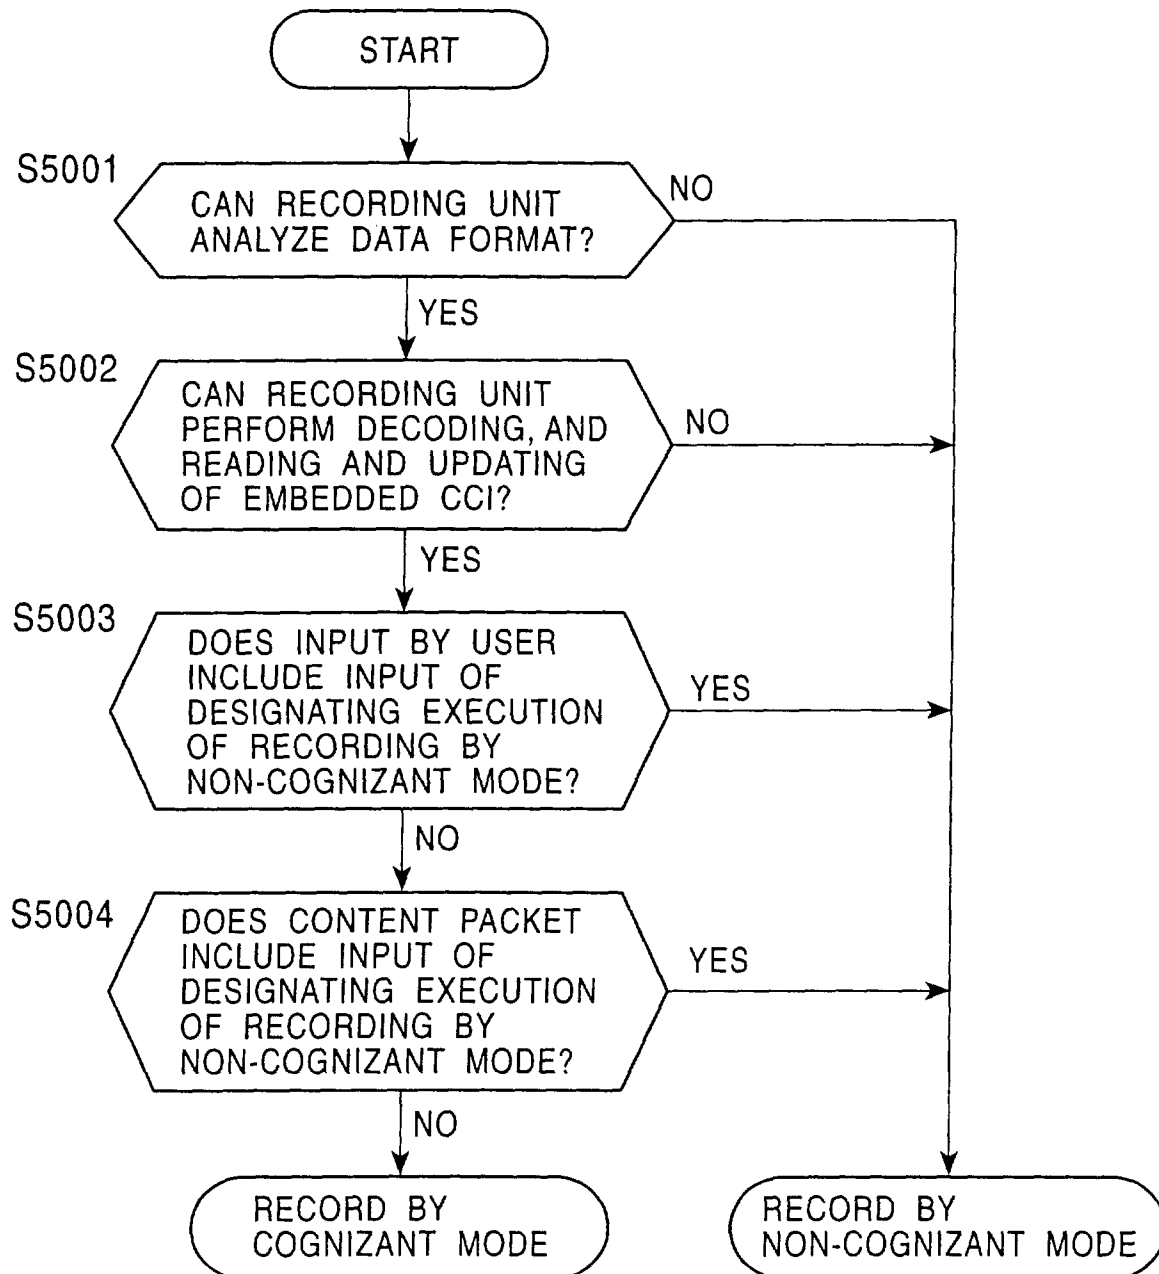 START
S5001
CAN RECORDING UNIT
ANALYZE DATA FORMAT?
NO
YES
S5002
CAN RECORDING UNIT
PERFORM DECODING, AND
READING AND UPDATING
OF EMBEDDED CCI?
NO
YES
S5003
DOES INPUT BY USER
INCLUDE INPUT OF
DESIGNATING EXECUTION
OF RECORDING BY
NON-COGNIZANT MODE?
YES
NO
S5004
DOES CONTENT PACKET
INCLUDE INPUT OF
DESIGNATING EXECUTION
OF RECORDING BY
NON-COGNIZANT MODE?
YES
NO
RECORD BY
COGNIZANT MODE
RECORD BY
NON-COGNIZANT MODE